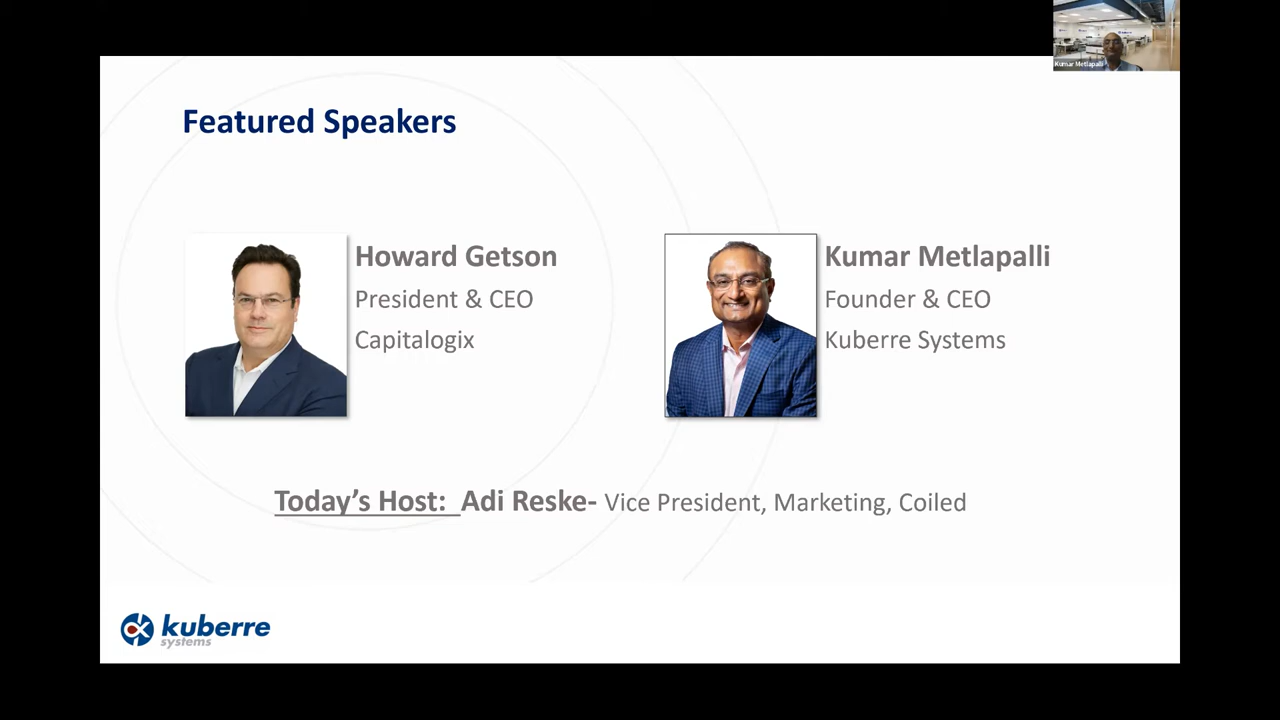 Kumar Metlapalli
Featured Speakers
Howard Getson
President & CEO
Capitalogix
Kumar Metlapalli
Founder & CEO
Kuberre Systems
Today's Host: Adi Reske- Vice President, Marketing, Coiled
kuberre
systems